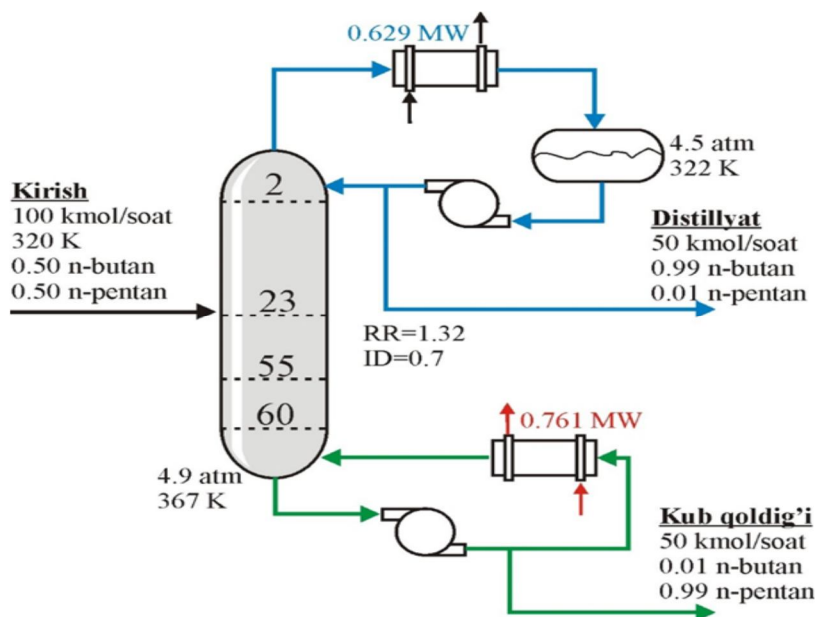 0.629 MW
4.5 atm
322 K
Kirish
100 kmol/soat
320 K
0.50 n-butan
0.50 n-pentan
2
23
55
60
Distillyat
50 kmol/soat
0.99 n-butan
0.01 n-pentan
RR=1.32
ID=0.7
0.761 MW
4.9 atm
367 K
Kub qoldig'i
50 kmol/soat
0.01 n-butan
0.99 n-pentan